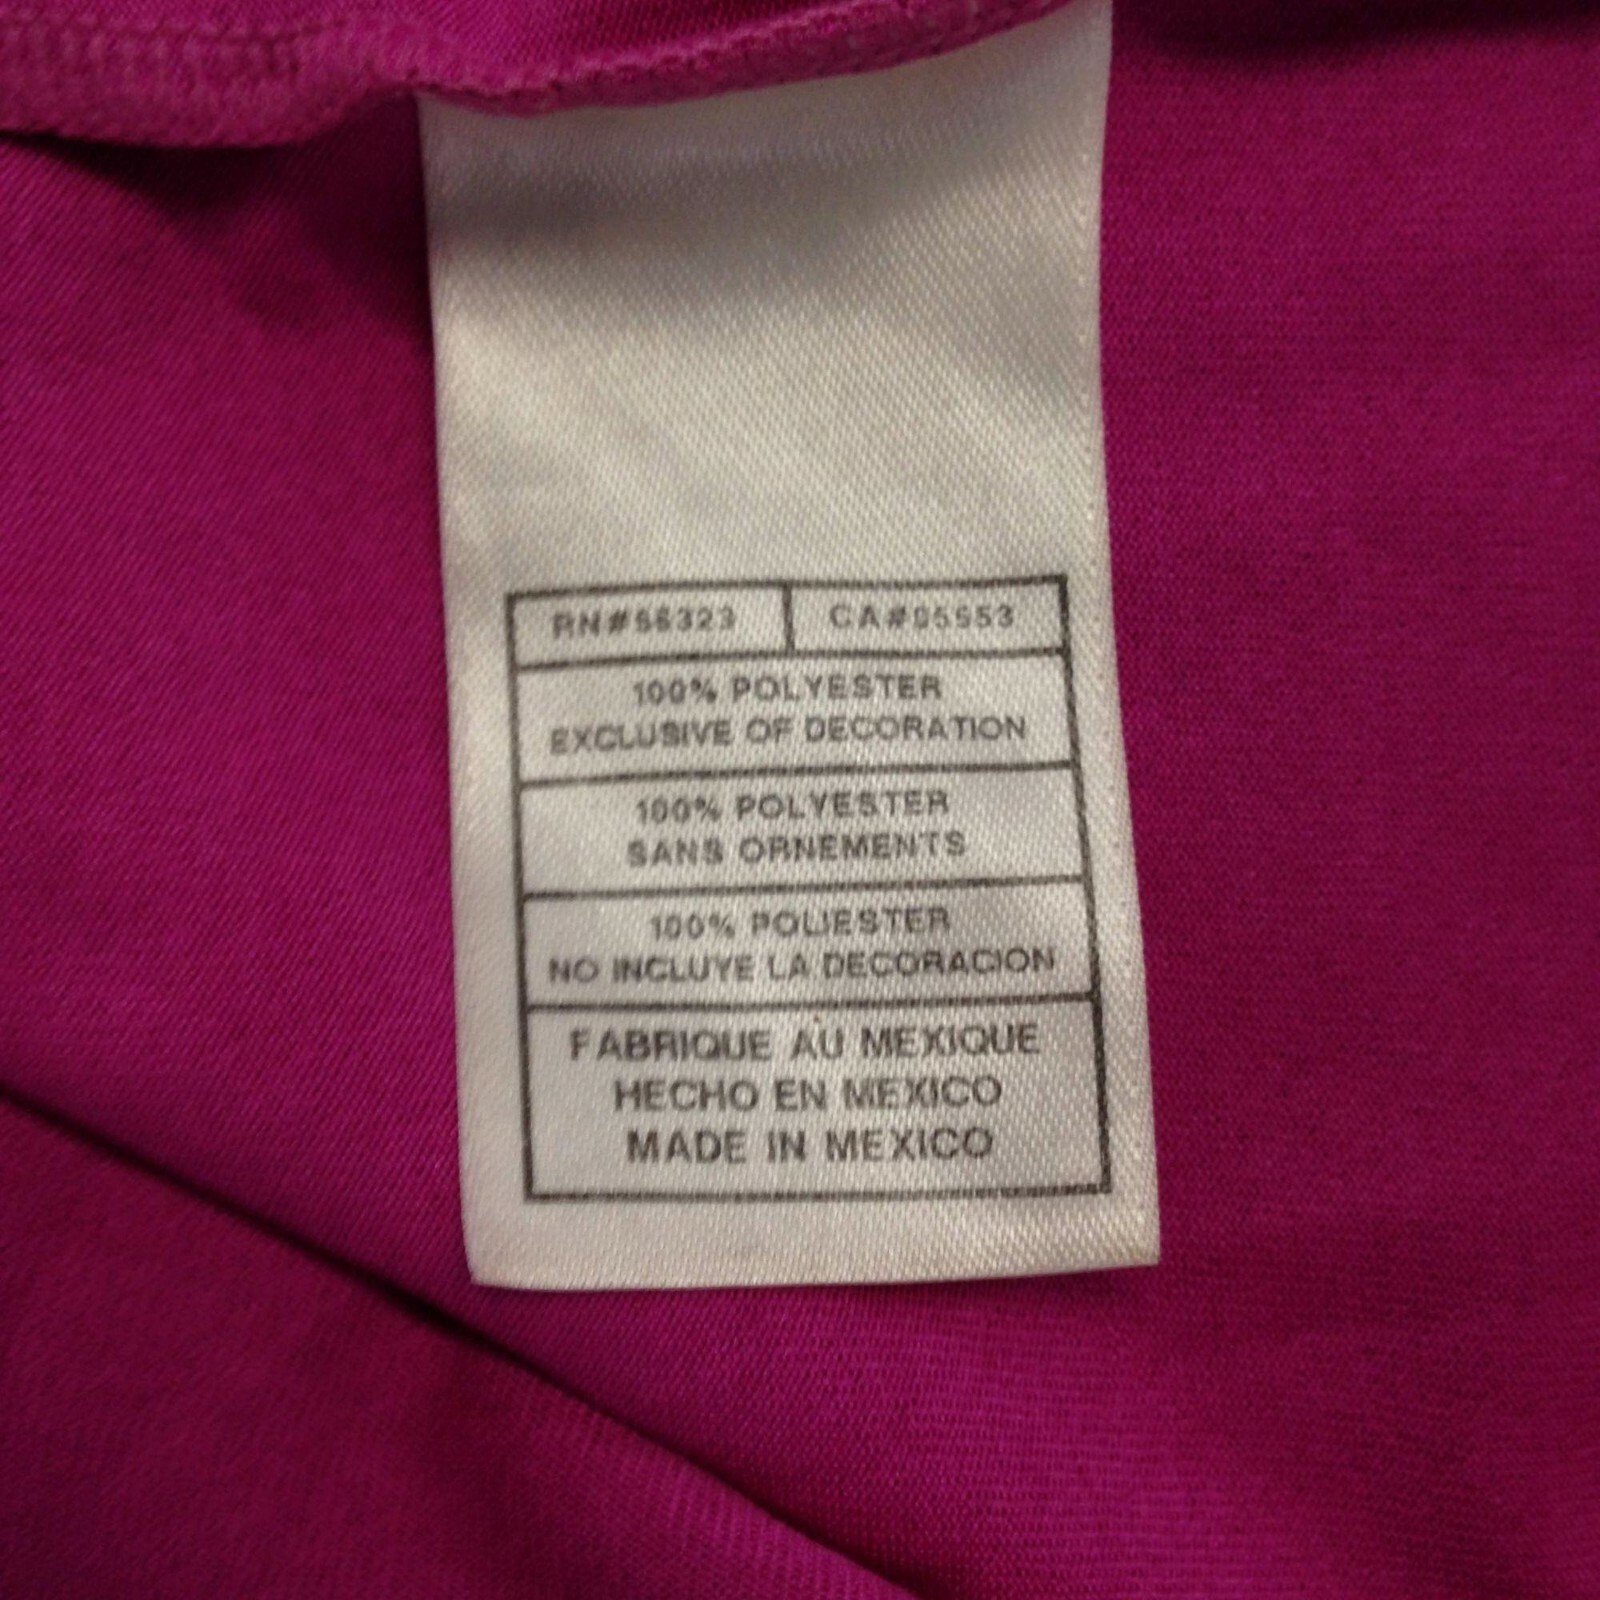 RN#56323 CA#05553
100% POLYESTER
EXCLUSIVE OF DECORATION
100% POLYESTER
SANS ORNEMENTS
100% POLIESTER
NO INCLUYE LA DECORACION
FABRIQUE AU MEXIQUE
HECHO EN MEXICO
MADE IN MEXICO